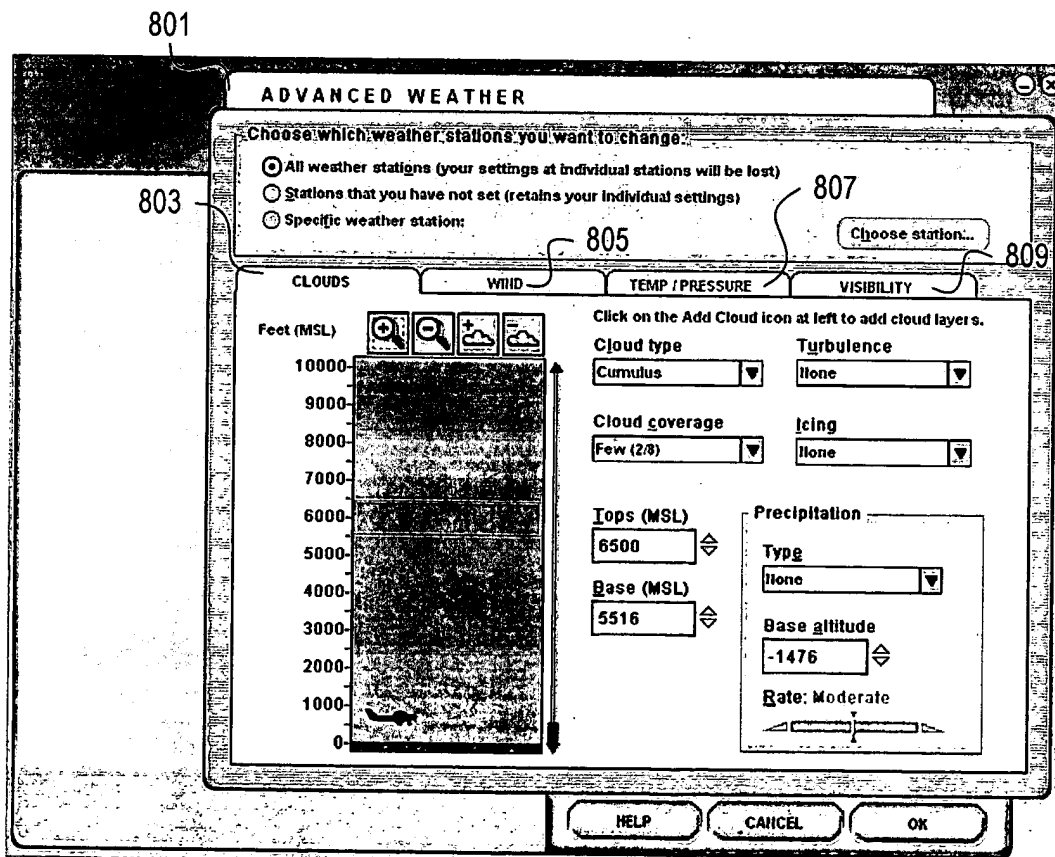 801
ADVANCED WEATHER
Choose which weather stations you want to change:
All weather stations (your settings at individual stations will be lost)
Stations that you have not set (retains your individual settings)
Specific weather station:
Choose station...
803
805
807
809
CLOUDS
WIND
TEMP / PRESSURE
VISIBILITY
Feet (MSL)
10000
9000
8000
7000
6000
5000
4000
3000
2000
1000
0
Click on the Add Cloud icon at left to add cloud layers.
Cloud type
Cumulus
Turbulence
None
Cloud coverage
Few (2/8)
Icing
None
Tops (MSL)
6500
Base (MSL)
5516
Precipitation
Type
None
Base altitude
-1476
Rate: Moderate
HELP
CANCEL
OK